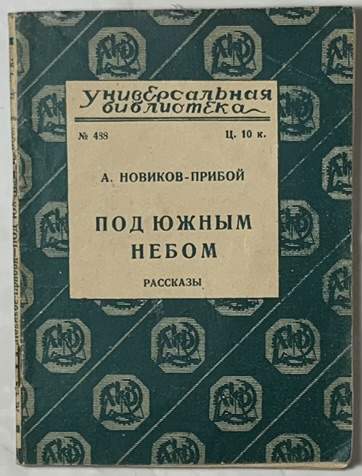 Универсальная
библиотека
№ 488 Ц. 10 к.
А. НОВИКОВ-ПРИБОЙ
ПОД ЮЖНЫМ
НЕБОМ
РАССКАЗЫ